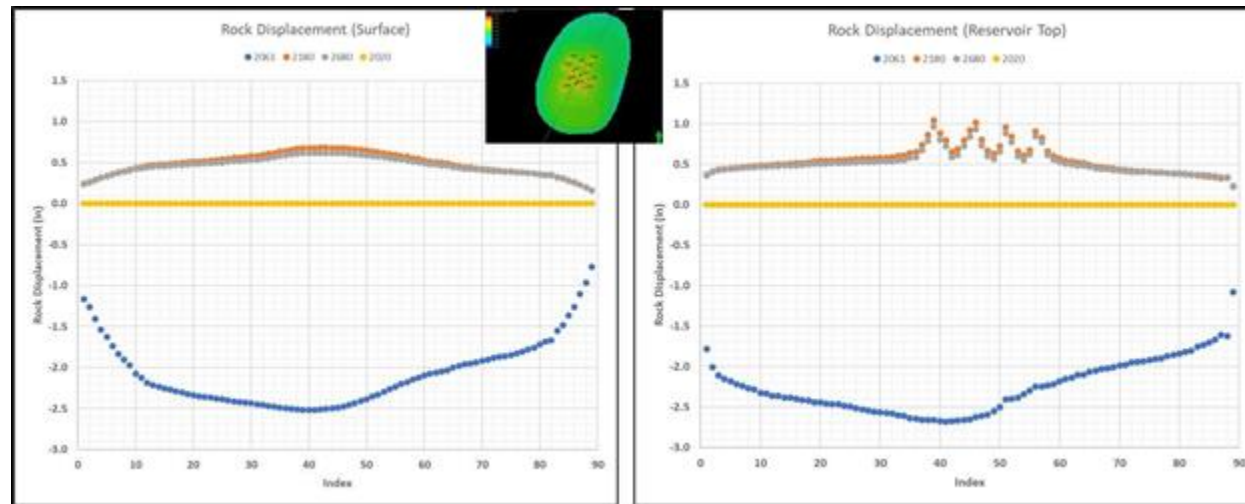 Rock Displacement (Surface)
2061 2180 2680 2020
1.5
1.0
0.5
0.0
-0.5
-1.0
-1.5
-2.0
-2.5
-3.0
Rock Displacement (in)
0 10 20 30 40 50 60 70 80 90
Index
Rock Displacement (Reservoir Top)
2061 2180 2680 2020
1.5
1.0
0.5
0.0
-0.5
-1.0
-1.5
-2.0
-2.5
-3.0
Rock Displacement (in)
0 10 20 30 40 50 60 70 80 90
Index